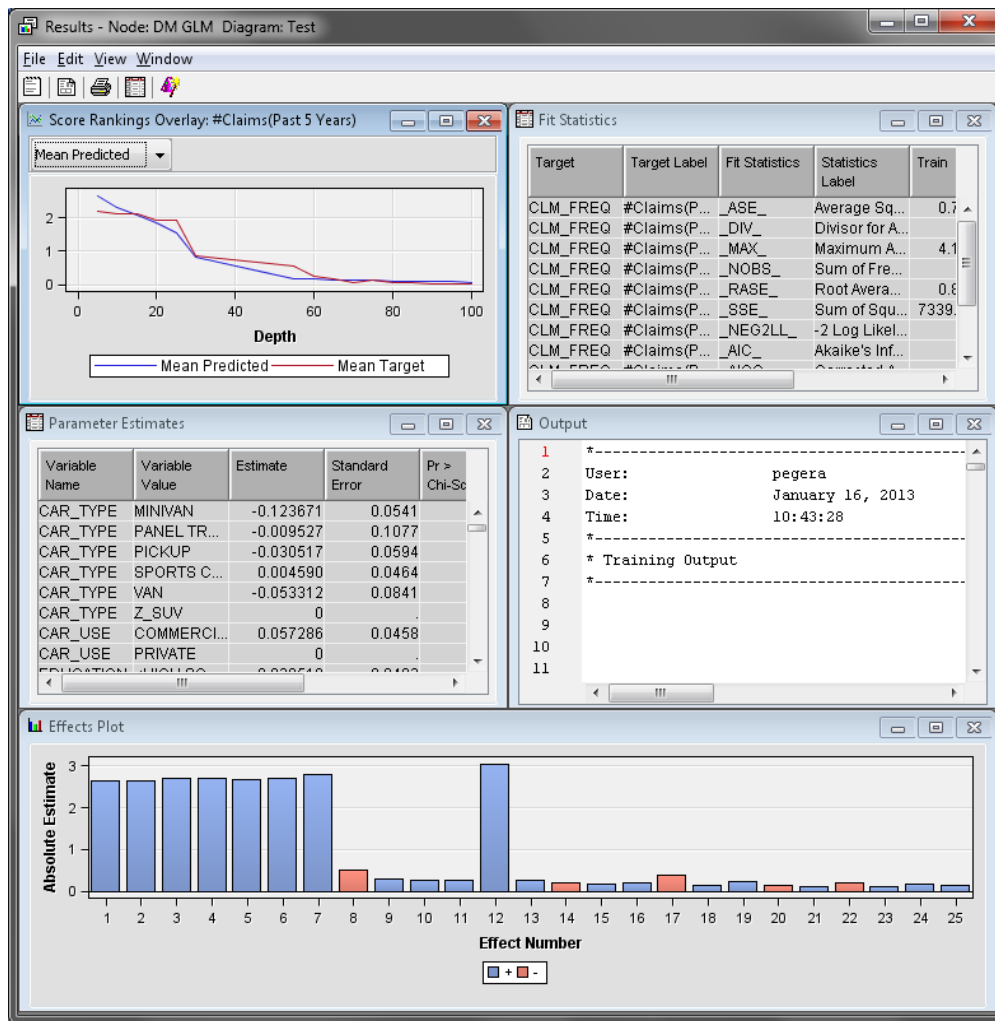 Results - Node: DM GLM Diagram: Test
File Edit View Window
Score Rankings Overlay: #Claims(Past 5 Years)
Mean Predicted
2
1
0
0 20 40 60 80 100
Depth
Mean Predicted Mean Target
Fit Statistics
Target Target Label Fit Statistics Statistics Label Train
CLM_FREQ #Claims(P... _ASE_ Average Sq... 0.7
CLM_FREQ #Claims(P... _DIV_ Divisor for A...
CLM_FREQ #Claims(P... _MAX_ Maximum A... 4.1
CLM_FREQ #Claims(P... _NOBS_ Sum of Fre...
CLM_FREQ #Claims(P... _RASE_ Root Avera... 0.8
CLM_FREQ #Claims(P... _SSE_ Sum of Squ... 7339.
CLM_FREQ #Claims(P... _NEG2LL_ -2 Log Likel...
CLM_FREQ #Claims(P... _AIC_ Akaike's Inf...
Parameter Estimates
Variable Name Variable Value Estimate Standard Error Pr > Chi-Sc
CAR_TYPE MINIVAN -0.123671 0.0541
CAR_TYPE PANEL TR... -0.009527 0.1077
CAR_TYPE PICKUP -0.030517 0.0594
CAR_TYPE SPORTS C... 0.004590 0.0464
CAR_TYPE VAN -0.053312 0.0841
CAR_TYPE Z_SUV 0 .
CAR_USE COMMERCI... 0.057286 0.0458
CAR_USE PRIVATE 0 .
Output
1 *----------------------------------------
2 User: pegera
3 Date: January 16, 2013
4 Time: 10:43:28
5 *----------------------------------------
6 * Training Output
7 *----------------------------------------
8
9
10
11
Effects Plot
Absolute Estimate
3
2
1
0
1 2 3 4 5 6 7 8 9 10 11 12 13 14 15 16 17 18 19 20 21 22 23 24 25
Effect Number
+ -